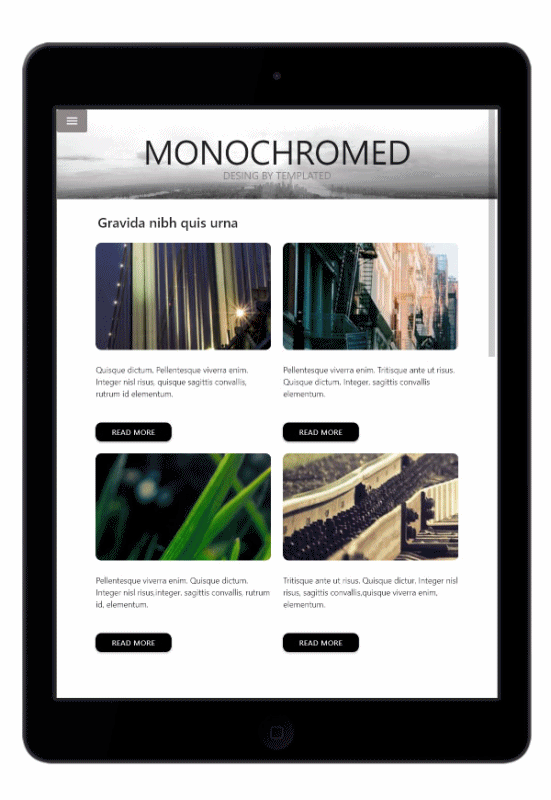 MONOCHROMED
DESING BY TEMPLATED
Gravida nibh quis urna
Quisque dictum. Pellentesque viverra enim.
Integer nisl risus, quisque sagittis convallis,
rutrum id elementum.
READ MORE
Pellentesque viverra enim. Tritisque ante ut risus.
Quisque dictum. Integer, sagittis convallis
elementum.
READ MORE
Pellentesque viverra enim. Quisque dictum.
Integer nisl risus.integer, sagittis convallis, rutrum
id, elementum.
READ MORE
Tritisque ante ut risus. Quisque dictur. Integer nisl
risus, sagittis convallis,quisque viverra enim,
elementum.
READ MORE